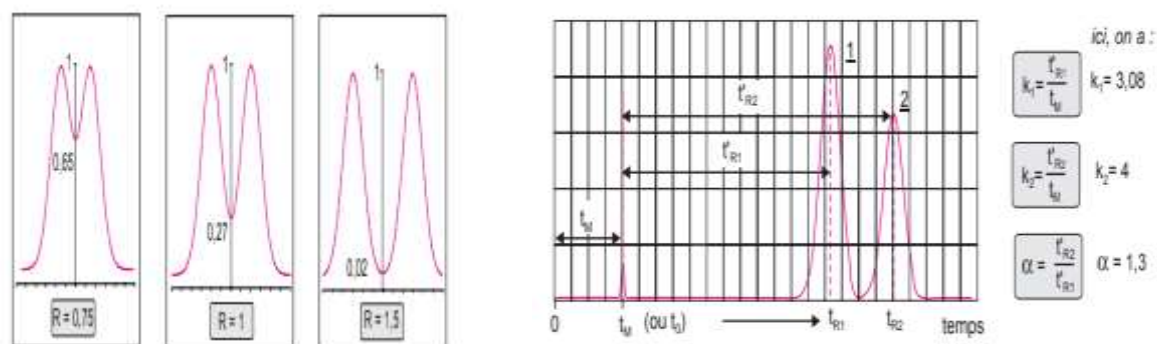 1
0,65
R = 0,75
1
0,27
R = 1
1
0,02
R = 1,5
1
2
t'R2
t'R1
tM
0
tM (ou t0)
tR1
tR2
temps
ici, on a :
k1= t'R1 / tM
k1= 3,08
k2= t'R2 / tM
k2= 4
α = t'R2 / t'R1
α = 1,3